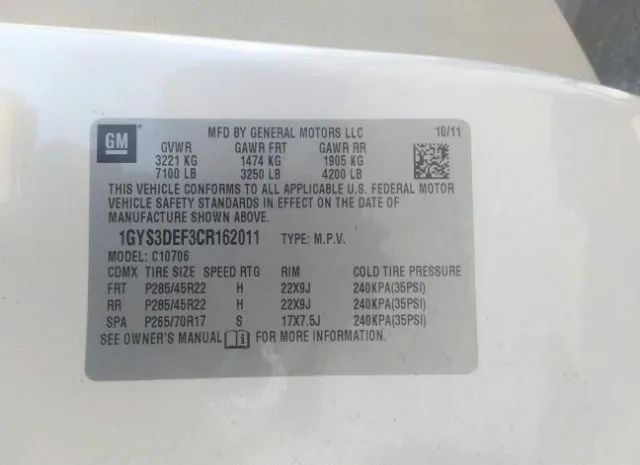 GM MFD BY GENERAL MOTORS LLC 10/11
GVWR GAWR FRT GAWR RR
3221 KG 1474 KG 1905 KG
7100 LB 3250 LB 4200 LB
THIS VEHICLE CONFORMS TO ALL APPLICABLE U.S. FEDERAL MOTOR
VEHICLE SAFETY STANDARDS IN EFFECT ON THE DATE OF
MANUFACTURE SHOWN ABOVE.
1GYS3DEF3CR162011 TYPE: M.P.V.
MODEL: C10706
CDMX TIRE SIZE SPEED RTG RIM COLD TIRE PRESSURE
FRT P285/45R22 H 22X9J 240KPA(35PSI)
RR P285/45R22 H 22X9J 240KPA(35PSI)
SPA P265/70R17 S 17X7.5J 240KPA(35PSI)
SEE OWNER'S MANUAL i FOR MORE INFORMATION.